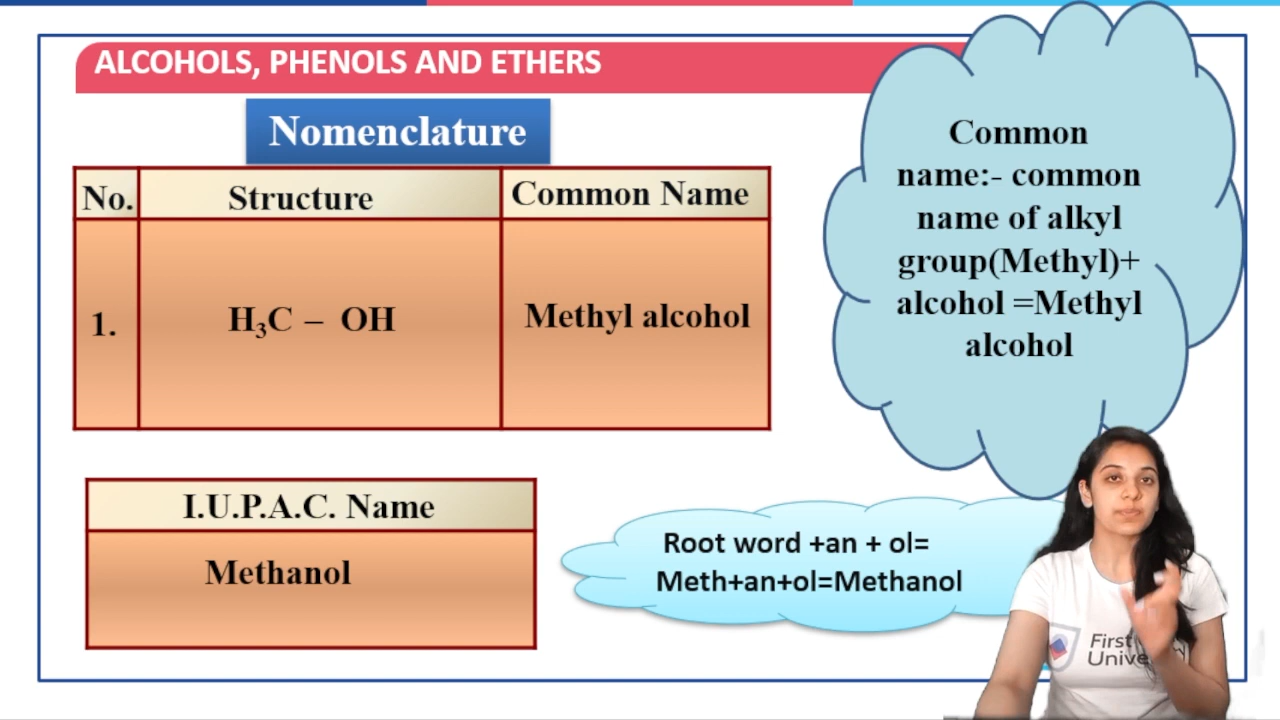 ALCOHOLS, PHENOLS AND ETHERS
Nomenclature
No. Structure Common Name
1. H₃C – OH Methyl alcohol
Common
name:- common
name of alkyl
group(Methyl)+
alcohol =Methyl
alcohol
I.U.P.A.C. Name
Methanol
Root word +an + ol=
Meth+an+ol=Methanol
First